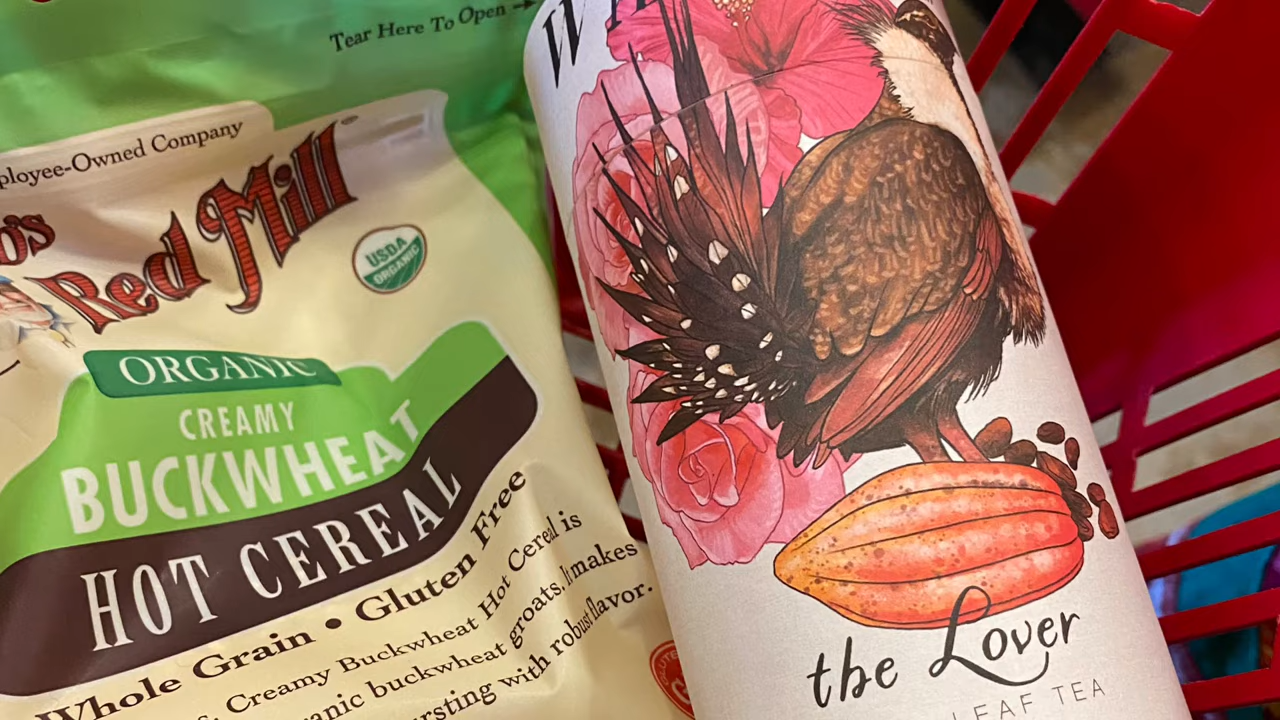 Tear Here To Open →
ployee-Owned Company
o's
Red Mill®
USDA
ORGANIC
ORGANIC
CREAMY
BUCKWHEAT
HOT CEREAL
Whole Grain • Gluten Free
Creamy Buckwheat Hot Cereal is
anic buckwheat groats. It makes
rsting with robust flavor.
W
the Lover
LEAF TEA